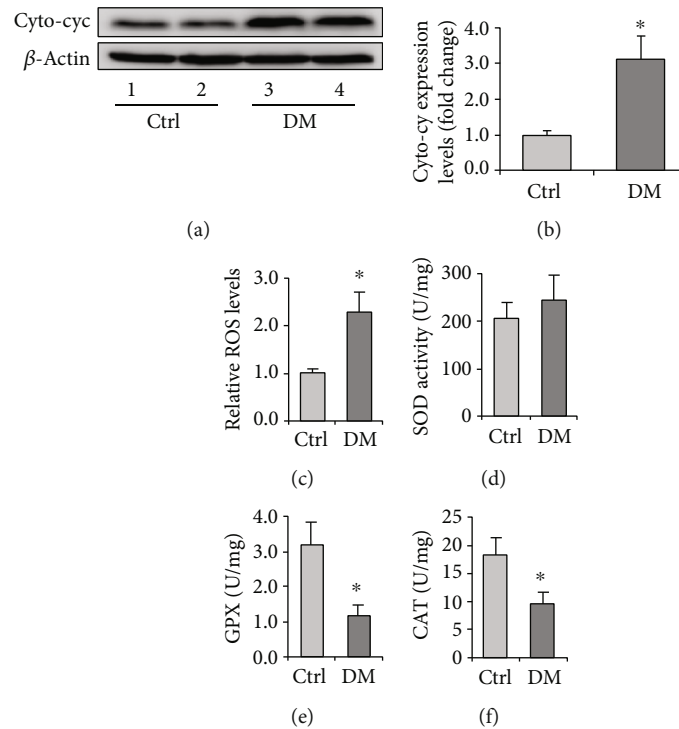 Cyto-cyc
β-Actin
1 2 3 4
Ctrl DM
(a)
Cyto-cy expression
levels (fold change)
4.0
3.0
2.0
1.0
0.0
*
Ctrl DM
(b)
Relative ROS levels
3.0
2.0
1.0
0.0
*
Ctrl DM
(c)
SOD activity (U/mg)
300
200
100
0
Ctrl DM
(d)
GPX (U/mg)
4.0
3.0
2.0
1.0
0.0
*
Ctrl DM
(e)
CAT (U/mg)
25
20
15
10
5
0
*
Ctrl DM
(f)